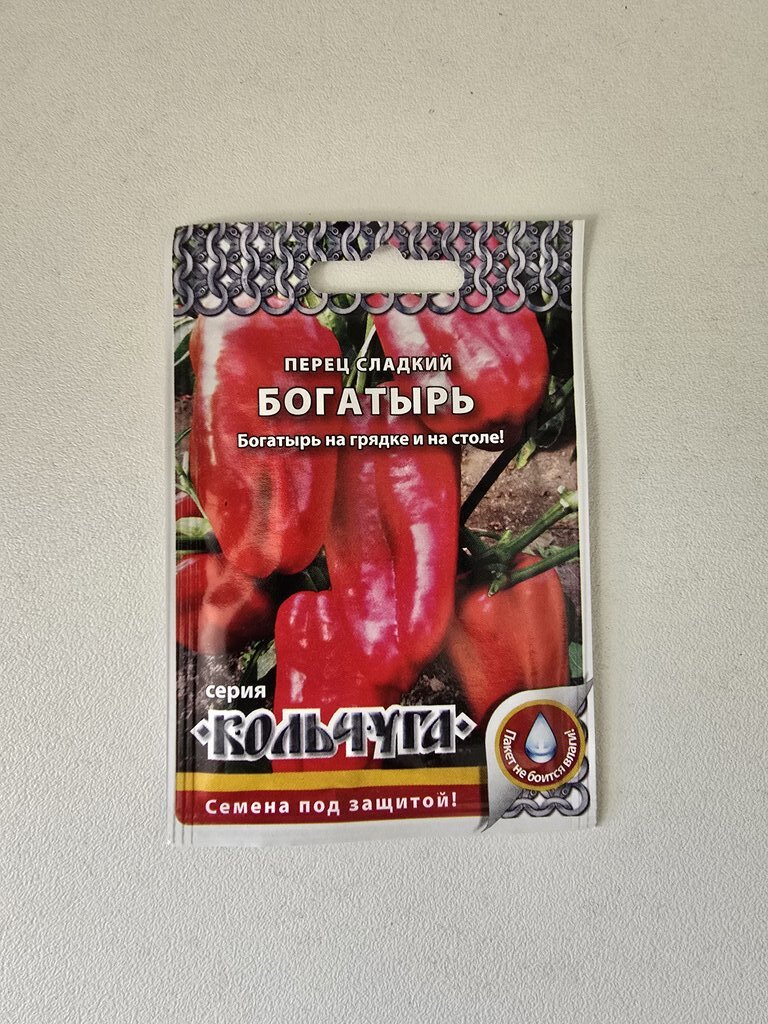 ПЕРЕЦ СЛАДКИЙ
БОГАТЫРЬ
Богатырь на грядке и на столе!
серия
КОЛЬЧУГА
Пакет не боится влаги!
Семена под защитой!